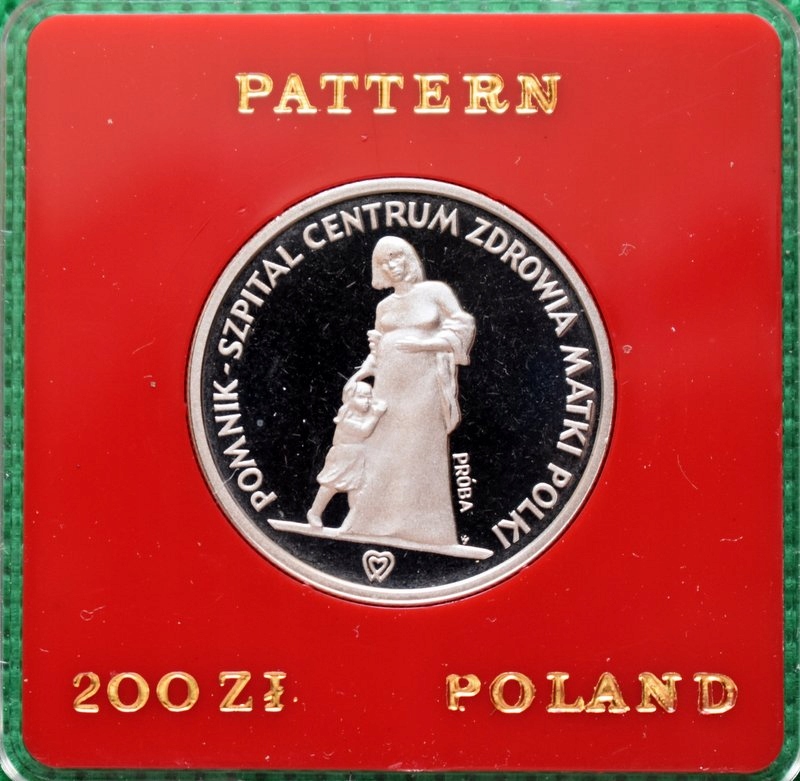 PATTERN
POMNIK-SZPITAL CENTRUM ZDROWIA MATKI POLKI
PRÓBA
200 Zł
POLAND